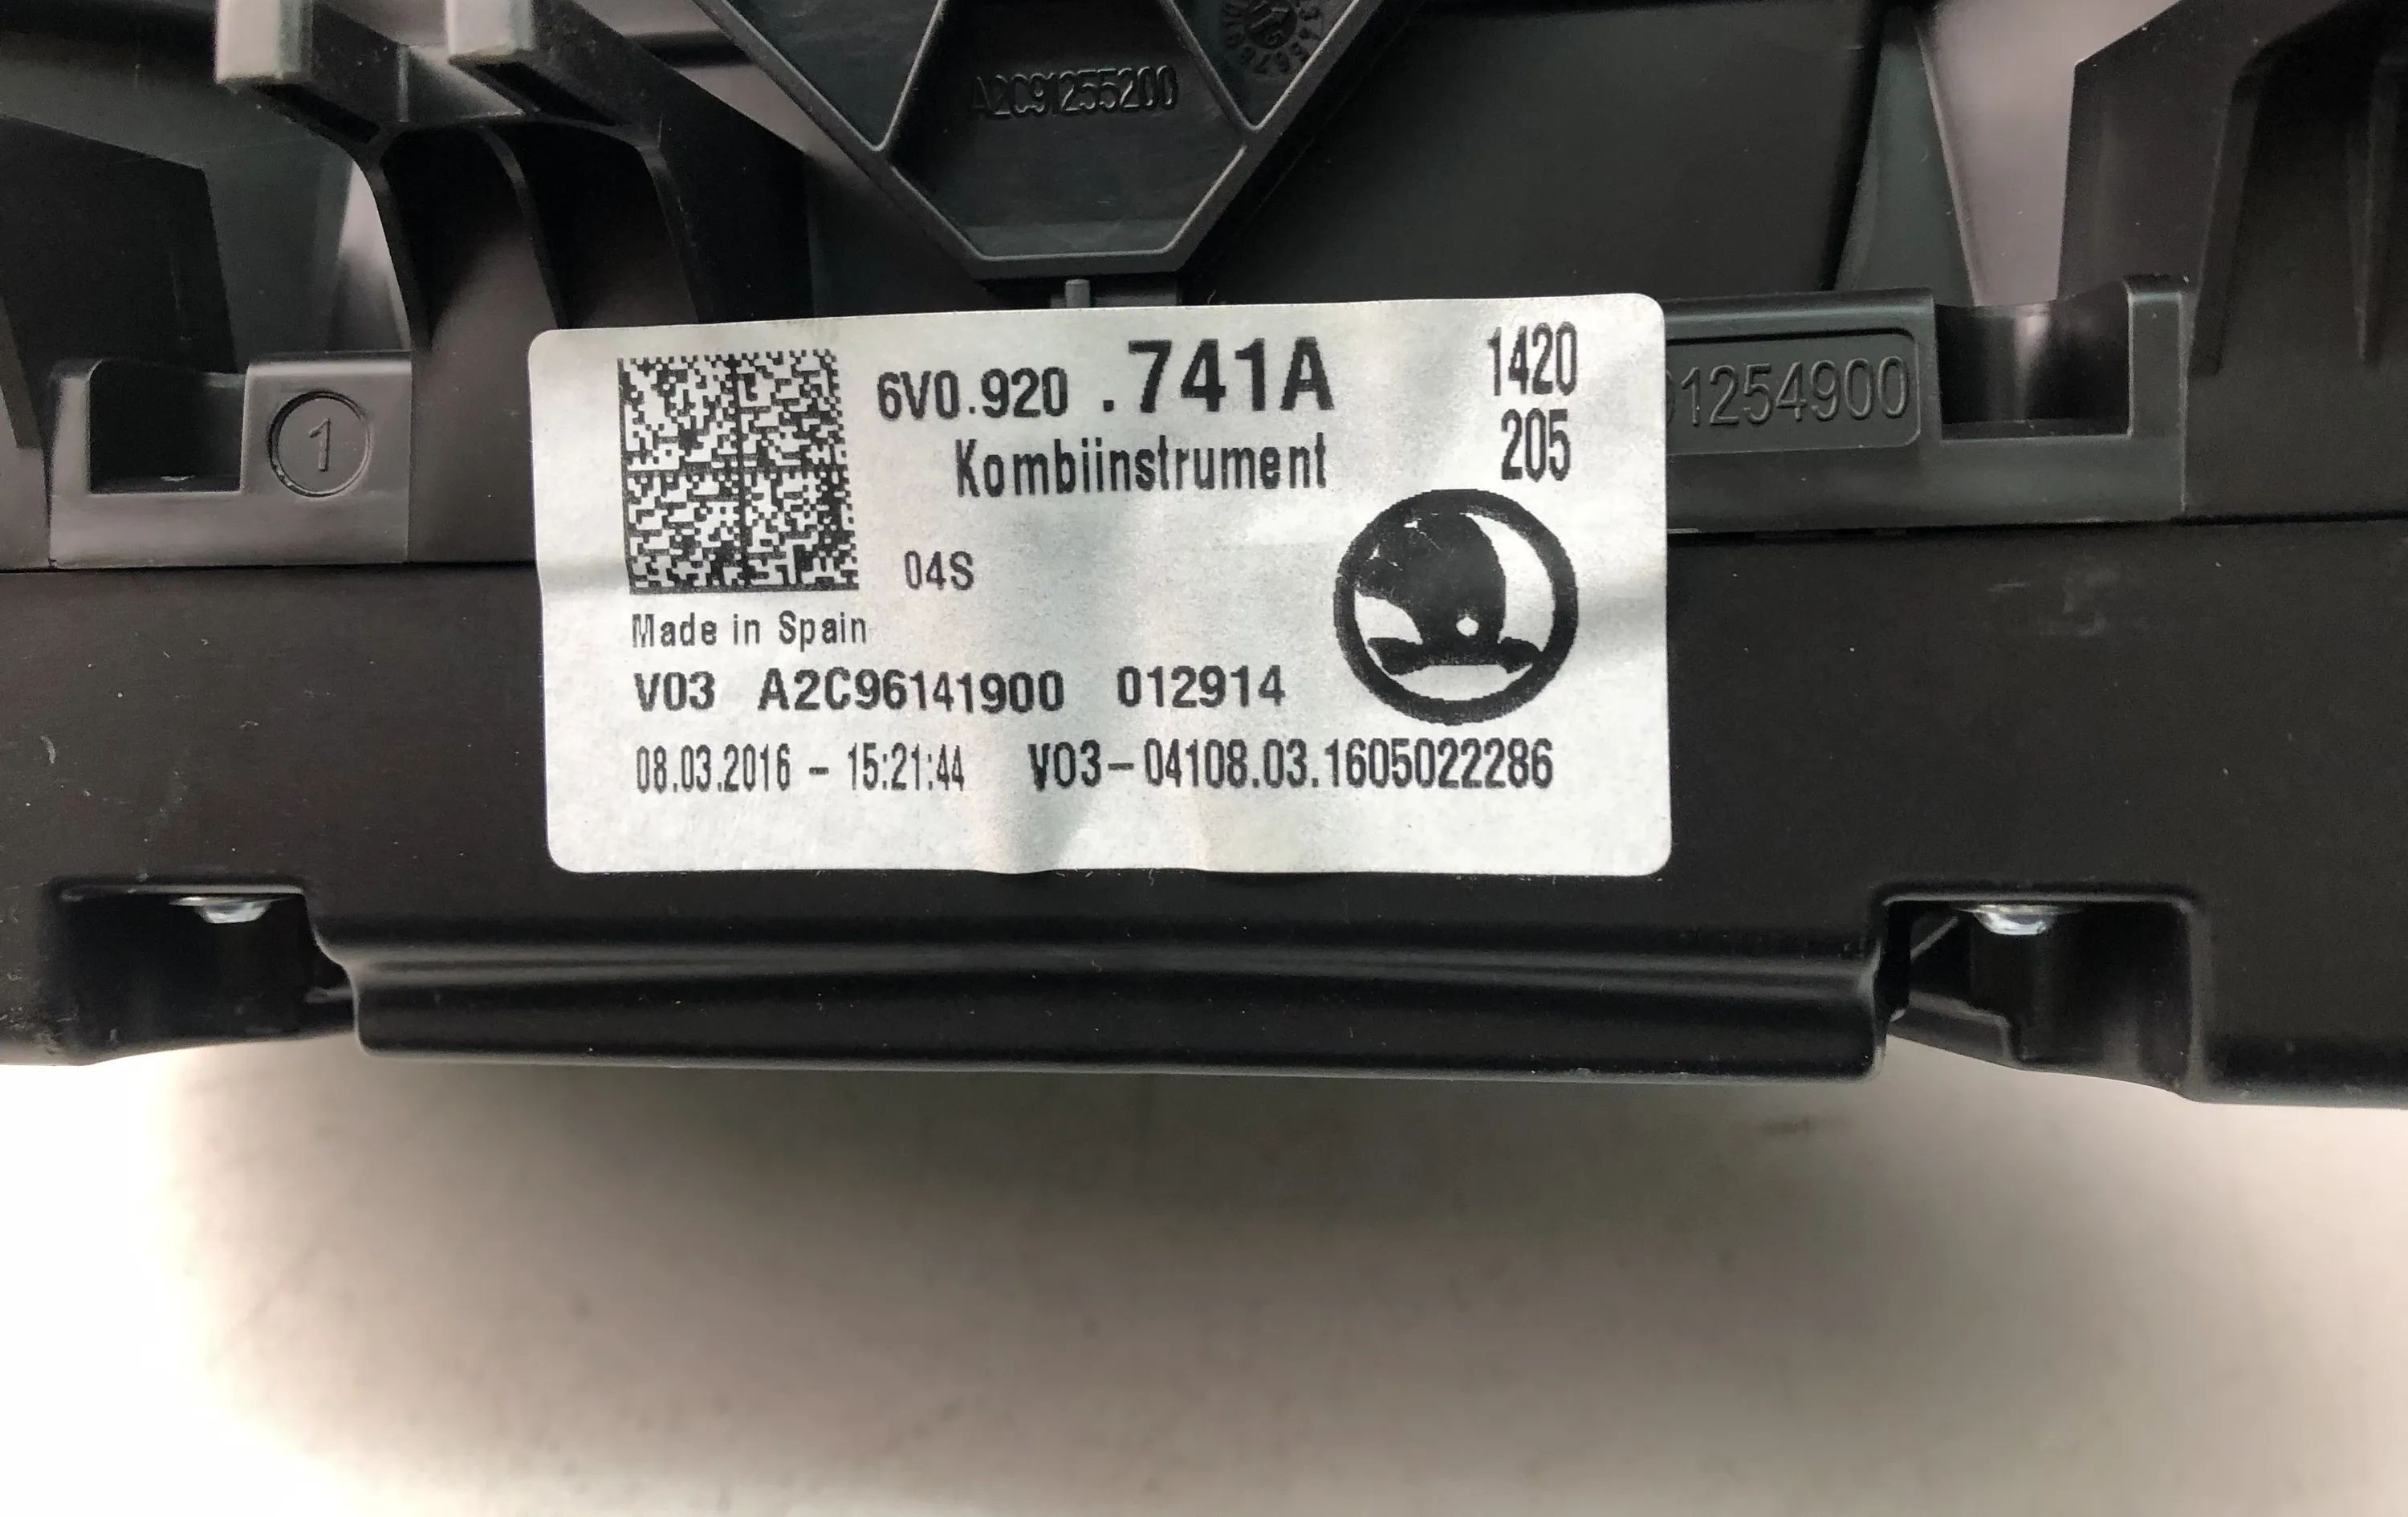 A2C91255200
6V0.920 .741A 1420
Kombiinstrument 205
1
1254900
04S
Made in Spain
V03 A2C96141900 012914
08.03.2016 - 15:21:44 V03-04108.03.1605022286